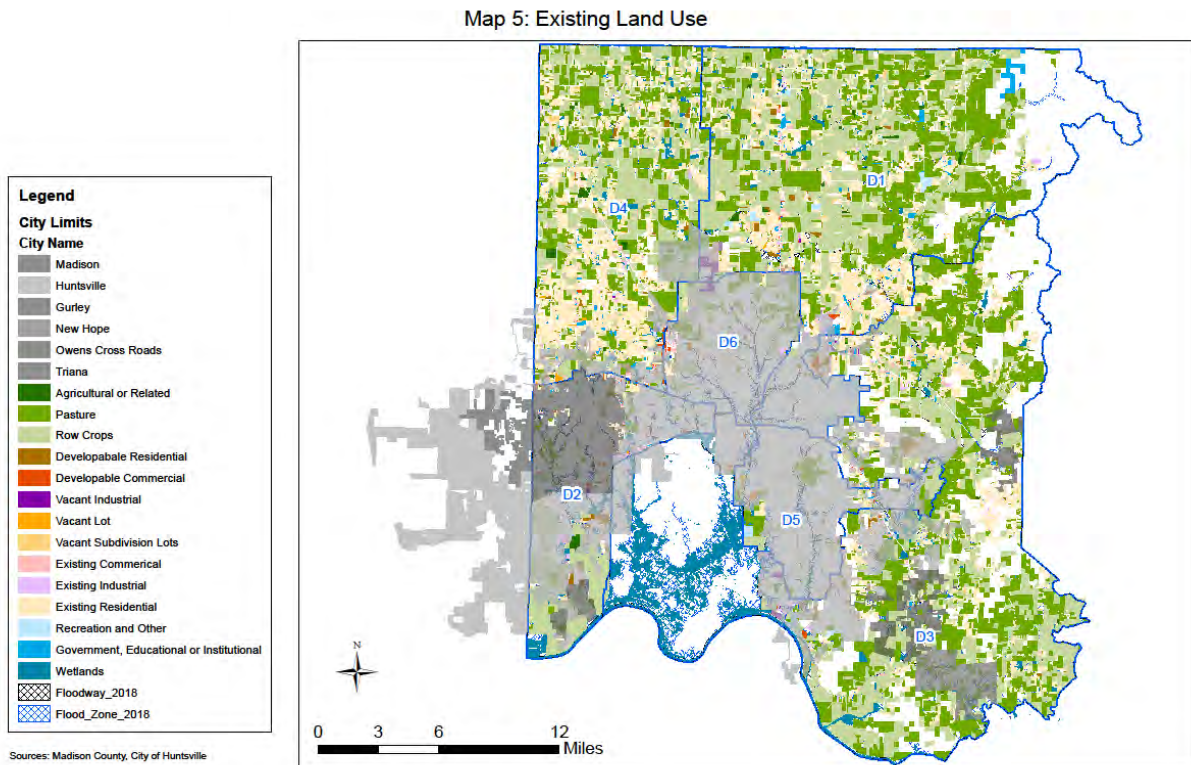 Map 5: Existing Land Use
Legend
City Limits
City Name
Madison
Huntsville
Gurley
New Hope
Owens Cross Roads
Triana
Agricultural or Related
Pasture
Row Crops
Developabale Residential
Developable Commercial
Vacant Industrial
Vacant Lot
Vacant Subdivision Lots
Existing Commerical
Existing Industrial
Existing Residential
Recreation and Other
Government, Educational or Institutional
Wetlands
Floodway_2018
Flood_Zone_2018
Sources: Madison County, City of Huntsville
D1
D4
D6
D2
D5
D3
N
0 3 6 12
Miles